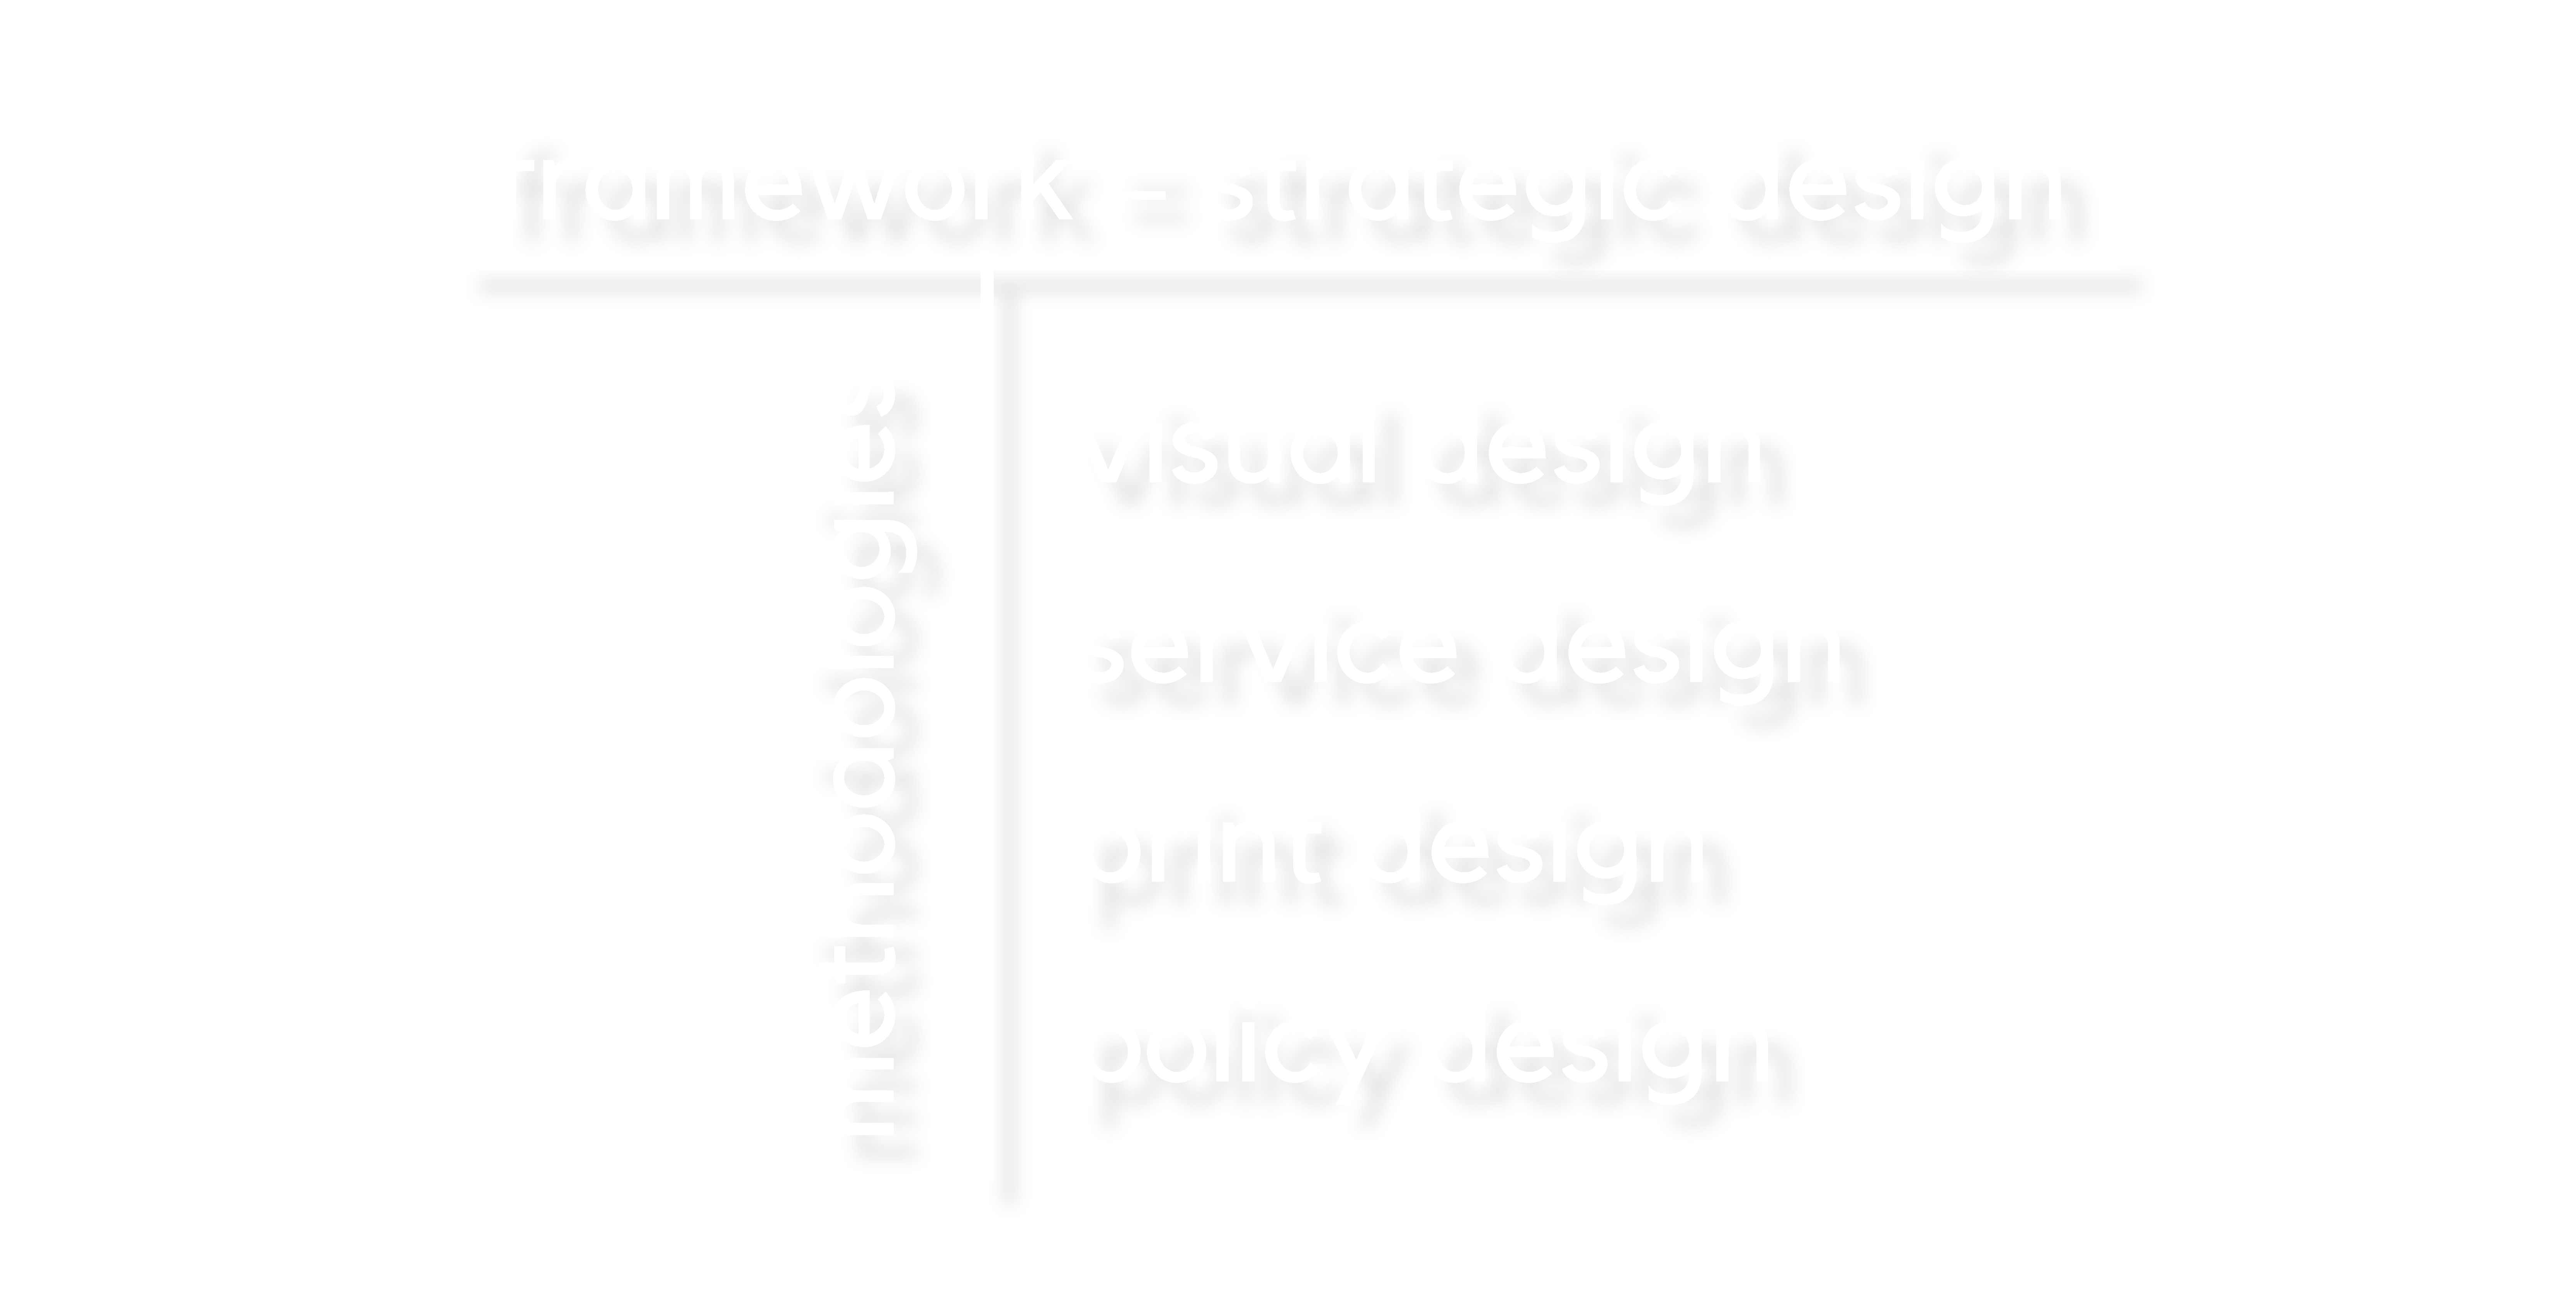 framework – strategic design
methodologies
visual design
service design
print design
policy design